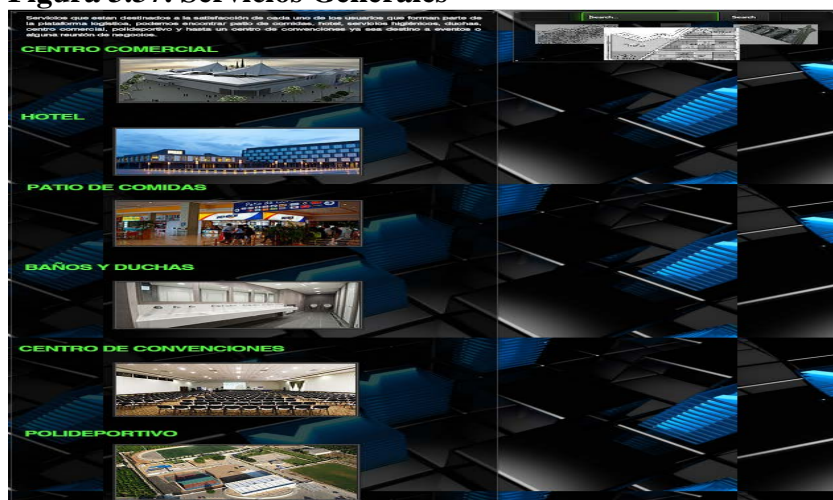 Figura 3.37. Servicios Generales
Servicios que estan destinados a la satisfacción de cada uno de los usuarios que forman parte de
la plataforma logística, podemos encontrar patio de comidas, hotel, servicios higiénicos, duchas,
centro comercial, polideportivo y hasta un centro de convenciones ya sea destino a eventos o
alguna reunión de negocios.
Search...
Search
CENTRO COMERCIAL
HOTEL
PATIO DE COMIDAS
BAÑOS Y DUCHAS
CENTRO DE CONVENCIONES
POLIDEPORTIVO